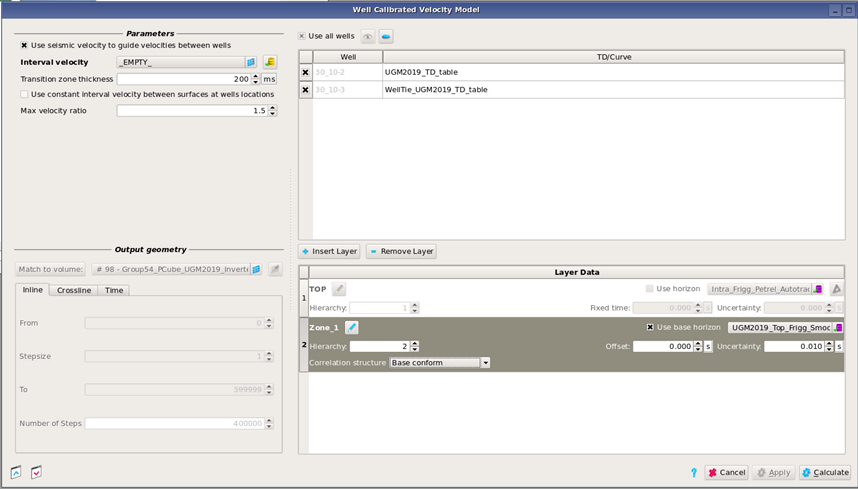 Well Calibrated Velocity Model
Parameters
Use seismic velocity to guide velocities between wells
Interval velocity _EMPTY_
Transition zone thickness 200 ms
Use constant interval velocity between surfaces at wells locations
Max velocity ratio 1.5
Output geometry
Match to volume: # 98 - Group54_PCube_UGM2019_Inverte
Inline Crossline Time
From 0
Stepsize 1
To 399999
Number of Steps 400000
Use all wells
Well TD/Curve
30_10-2 UGM2019_TD_table
30_10-3 WellTie_UGM2019_TD_table
Insert Layer Remove Layer
Layer Data
1 TOP Use horizon Intra_Frigg_Petrel_Autotrac
Hierarchy: 1 Fixed time: 0.000 s Uncertainty: 0.000 s
2 Zone_1 Use base horizon UGM2019_Top_Frigg_Smoc
Hierarchy: 2 Offset: 0.000 s Uncertainty: 0.010 s
Correlation structure Base conform
? Cancel Apply Calculate